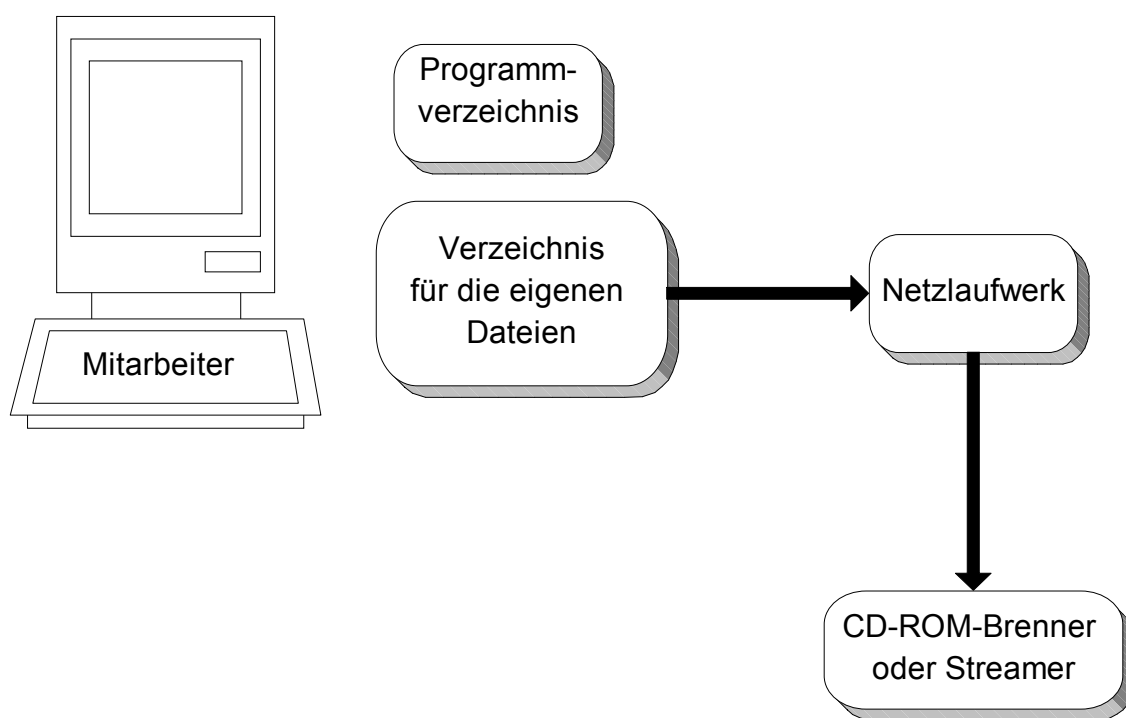 Programm-
verzeichnis
Verzeichnis
für die eigenen
Dateien
Netzlaufwerk
Mitarbeiter
CD-ROM-Brenner
oder Streamer